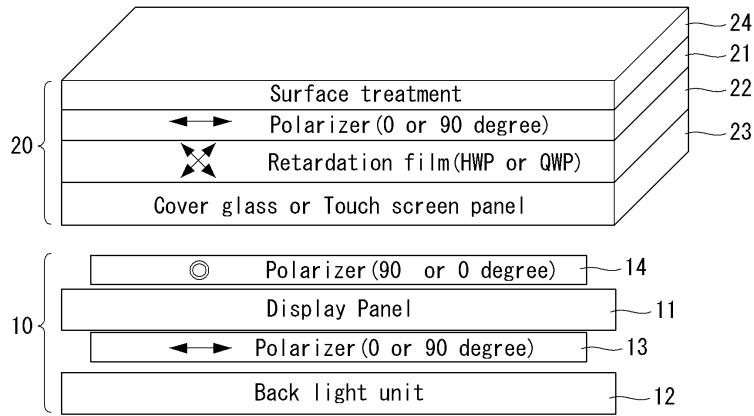 24
Surface treatment
21
Polarizer(0 or 90 degree)
22
20
Retardation film(HWP or QWP)
23
Cover glass or Touch screen panel
Polarizer(90 or 0 degree)
14
Display Panel
11
10
Polarizer(0 or 90 degree)
13
Back light unit
12